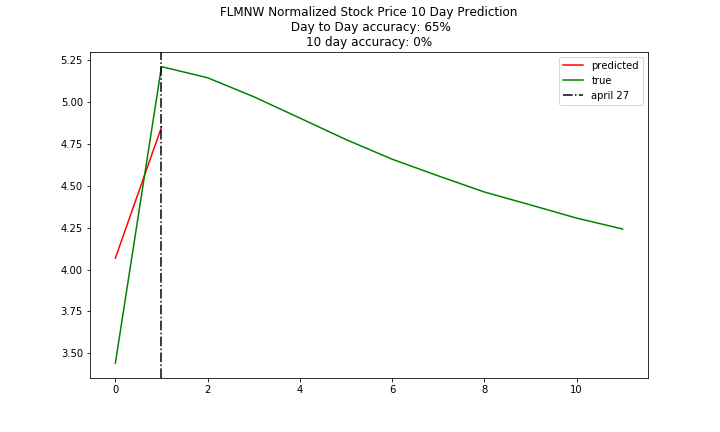 FLMNW Normalized Stock Price 10 Day Prediction
Day to Day accuracy: 65%
10 day accuracy: 0%
predicted
true
april 27
5.25
5.00
4.75
4.50
4.25
4.00
3.75
3.50
0 2 4 6 8 10